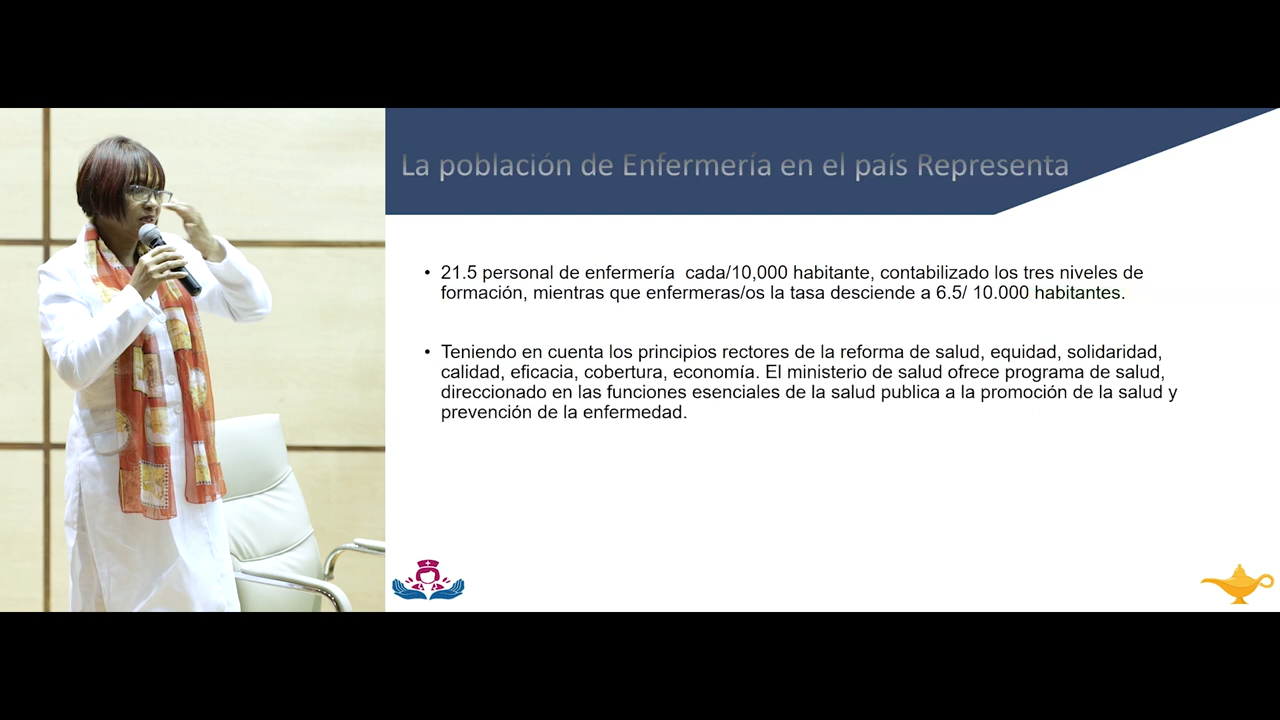 La población de Enfermería en el país Representa
• 21.5 personal de enfermería  cada/10,000 habitante, contabilizado los tres niveles de
formación, mientras que enfermeras/os la tasa desciende a 6.5/ 10.000 habitantes.
• Teniendo en cuenta los principios rectores de la reforma de salud, equidad, solidaridad,
calidad, eficacia, cobertura, economía. El ministerio de salud ofrece programa de salud,
direccionado en las funciones esenciales de la salud publica a la promoción de la salud y
prevención de la enfermedad.